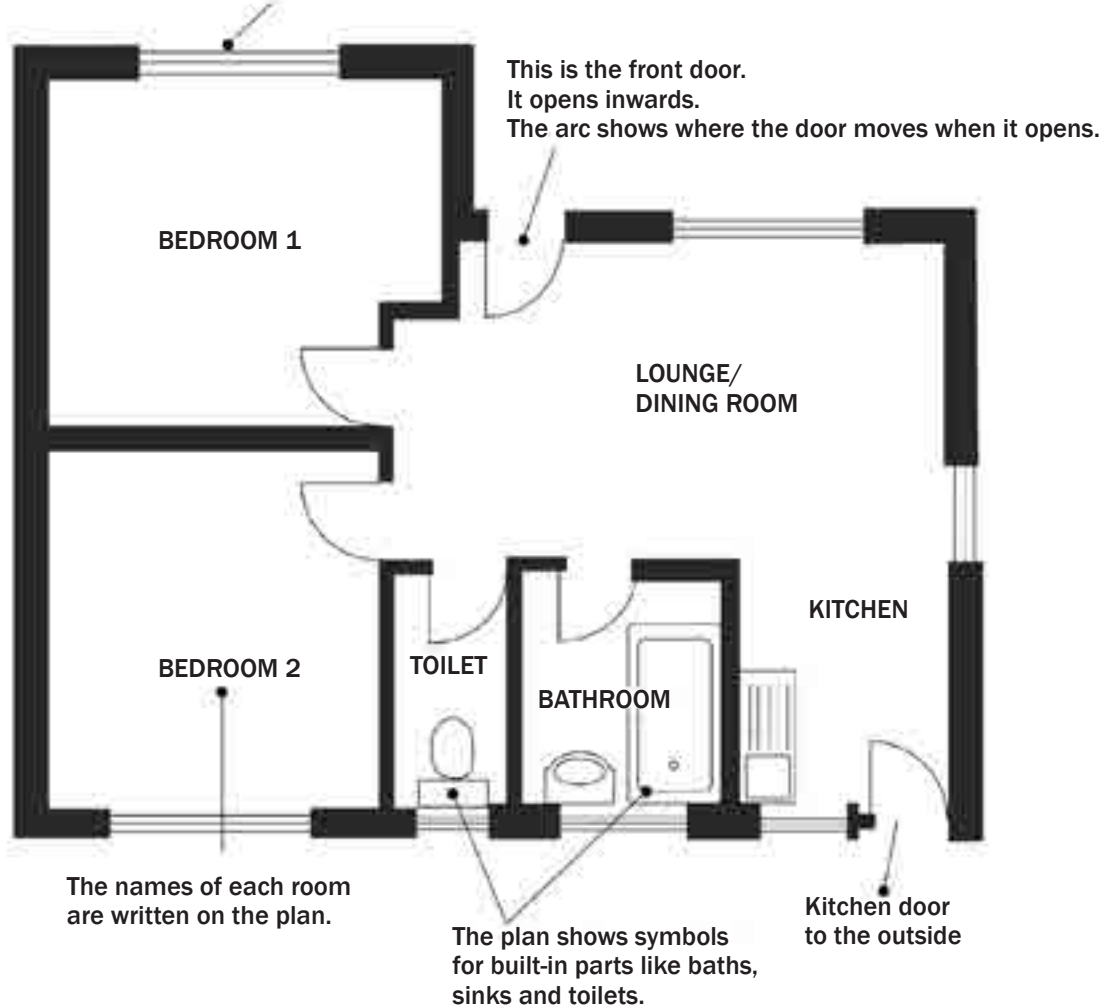 This is the front door.
It opens inwards.
The arc shows where the door moves when it opens.
BEDROOM 1
LOUNGE/
DINING ROOM
KITCHEN
BEDROOM 2
TOILET
BATHROOM
The names of each room
are written on the plan.
The plan shows symbols
for built-in parts like baths,
sinks and toilets.
Kitchen door
to the outside